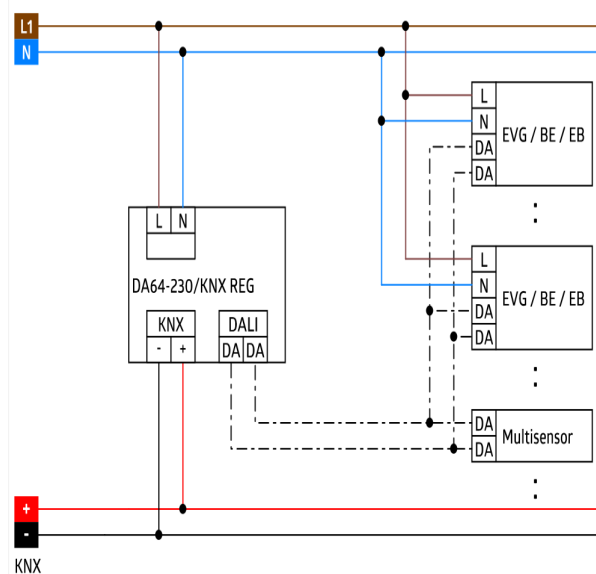 L1
N
L
N
DA
DA
EVG / BE / EB
:
L N
DA64-230/KNX REG
L
N
DA
DA
EVG / BE / EB
KNX
DALI
- +
DA DA
:
DA
DA
Multisensor
:
+
-
KNX